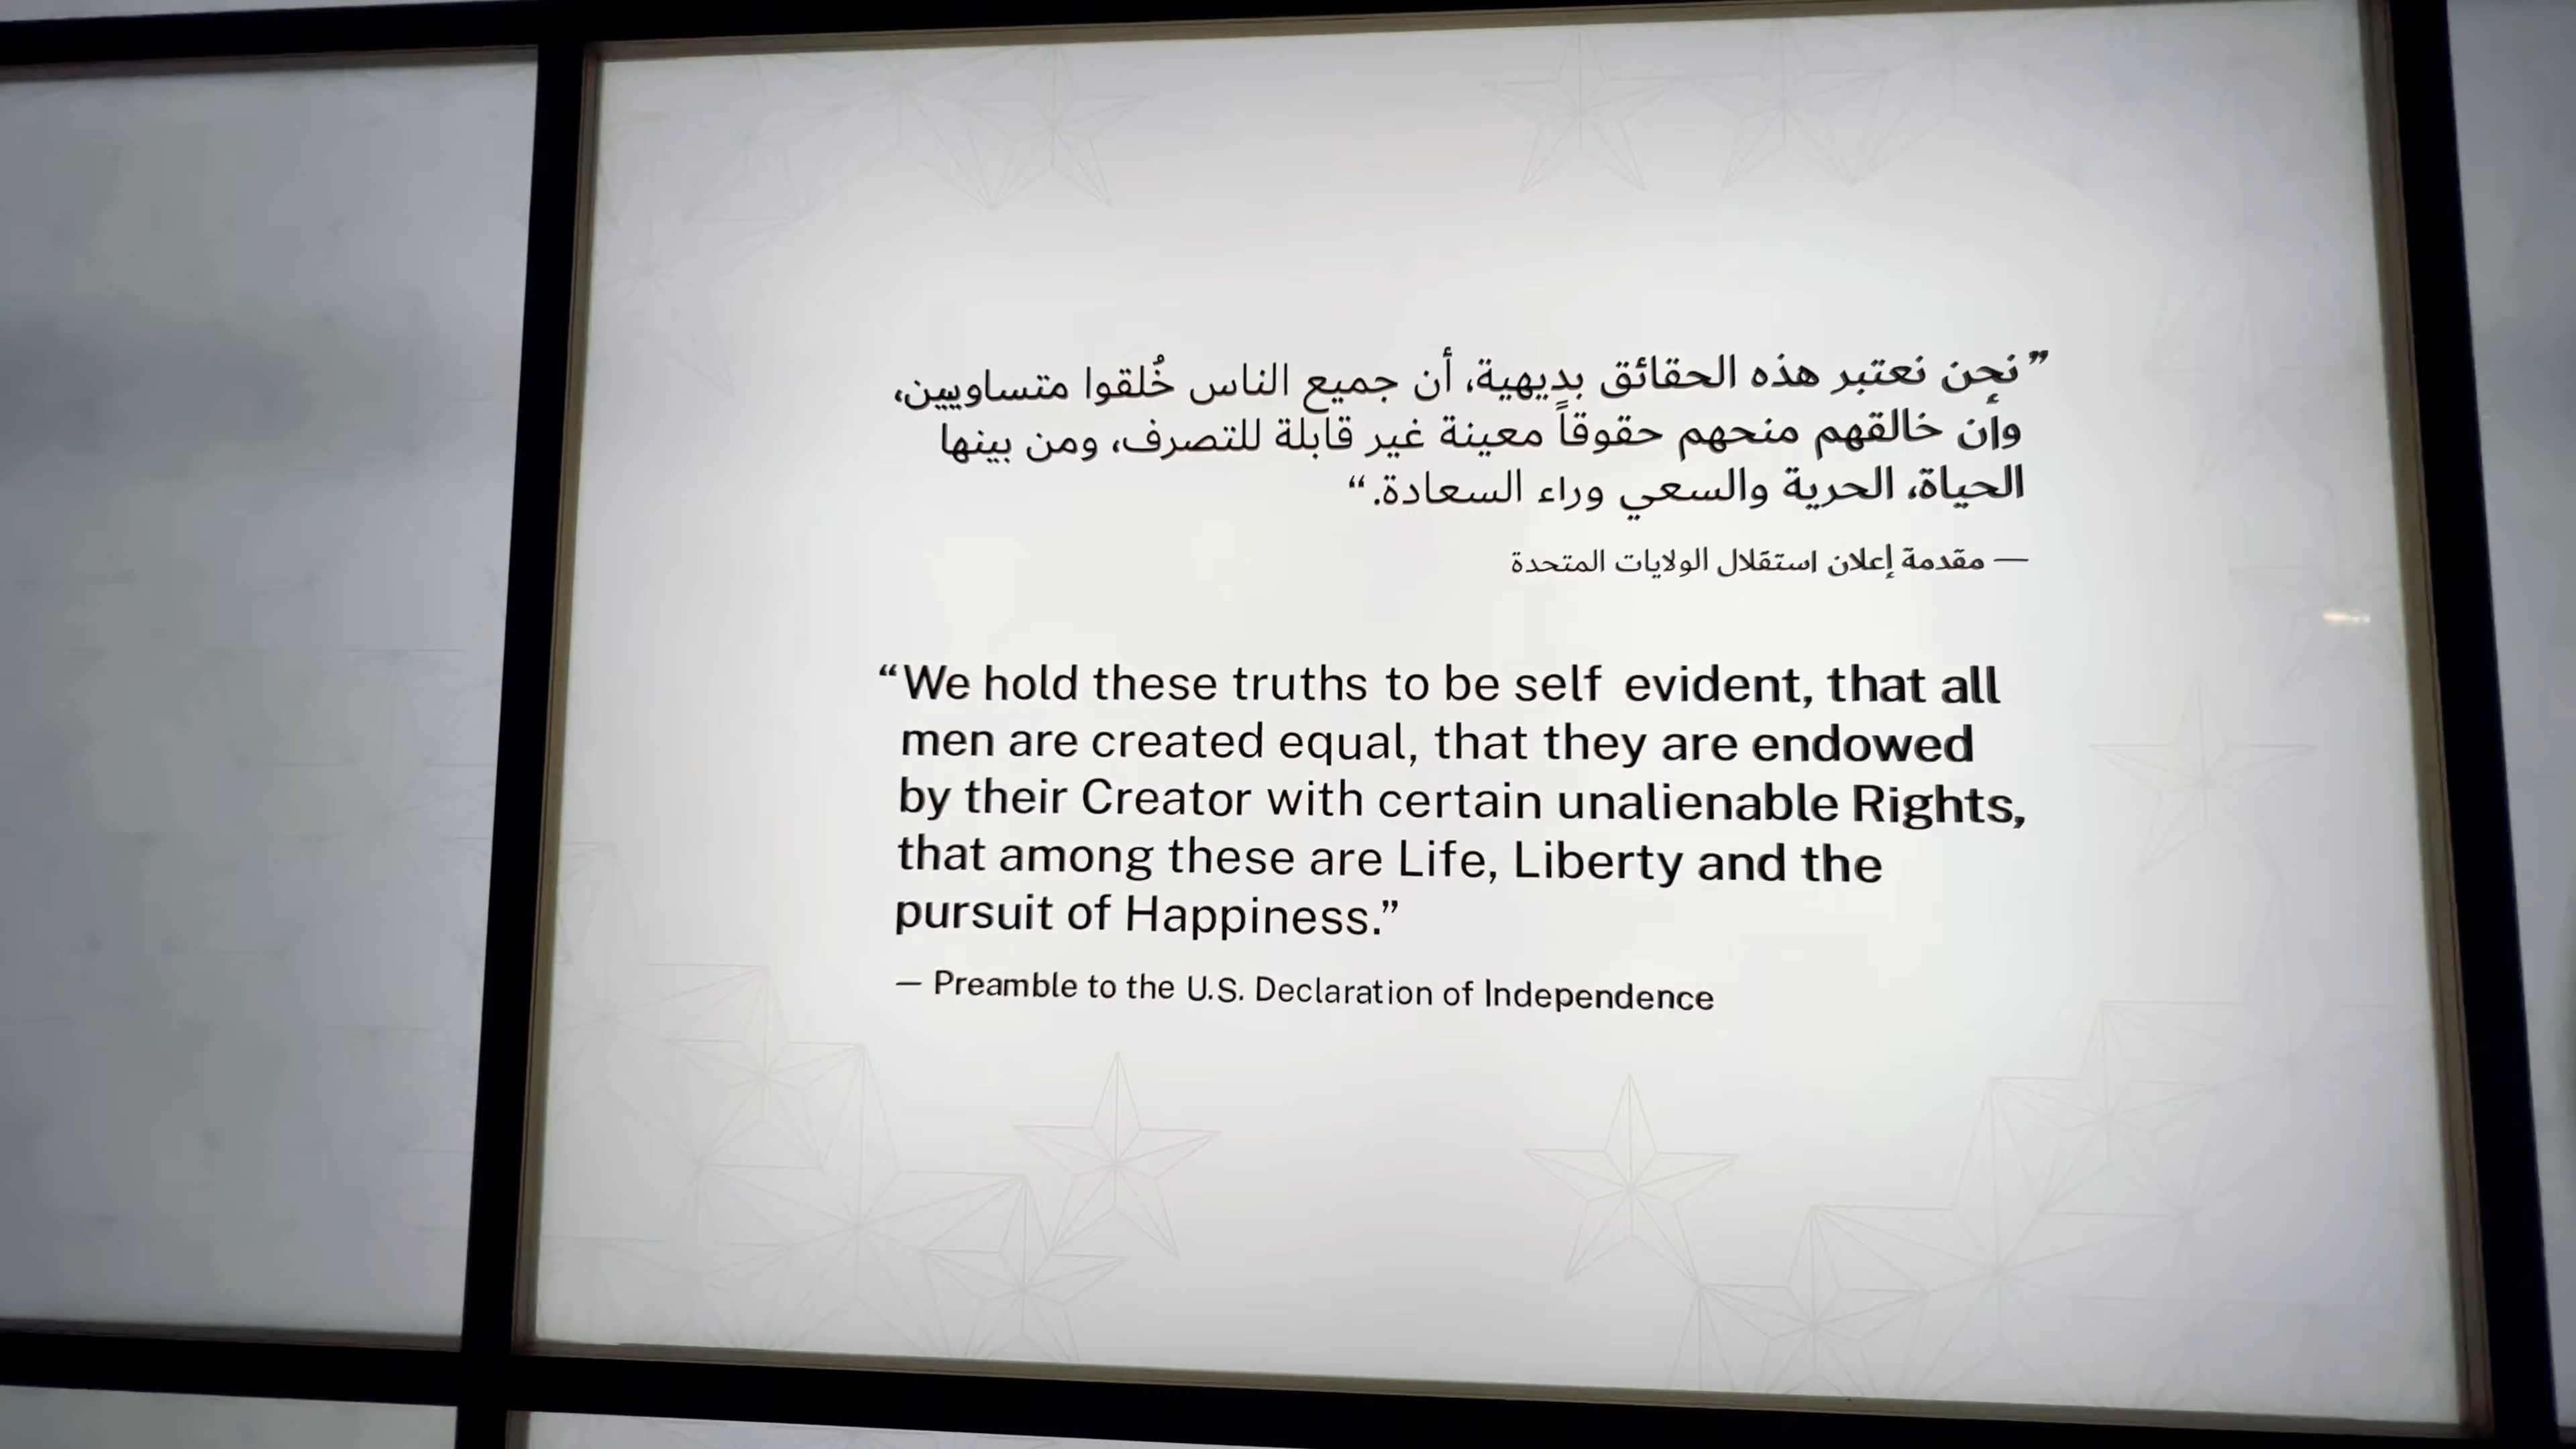 ”نحن نعتبر هذه الحقائق بديهية، أن جميع الناس خُلقوا متساويين،
وأن خالقهم منحهم حقوقاً معينة غير قابلة للتصرف، ومن بينها
الحياة، الحرية والسعي وراء السعادة.“
— مقدمة إعلان استقلال الولايات المتحدة
“We hold these truths to be self evident, that all
men are created equal, that they are endowed
by their Creator with certain unalienable Rights,
that among these are Life, Liberty and the
pursuit of Happiness.”
— Preamble to the U.S. Declaration of Independence